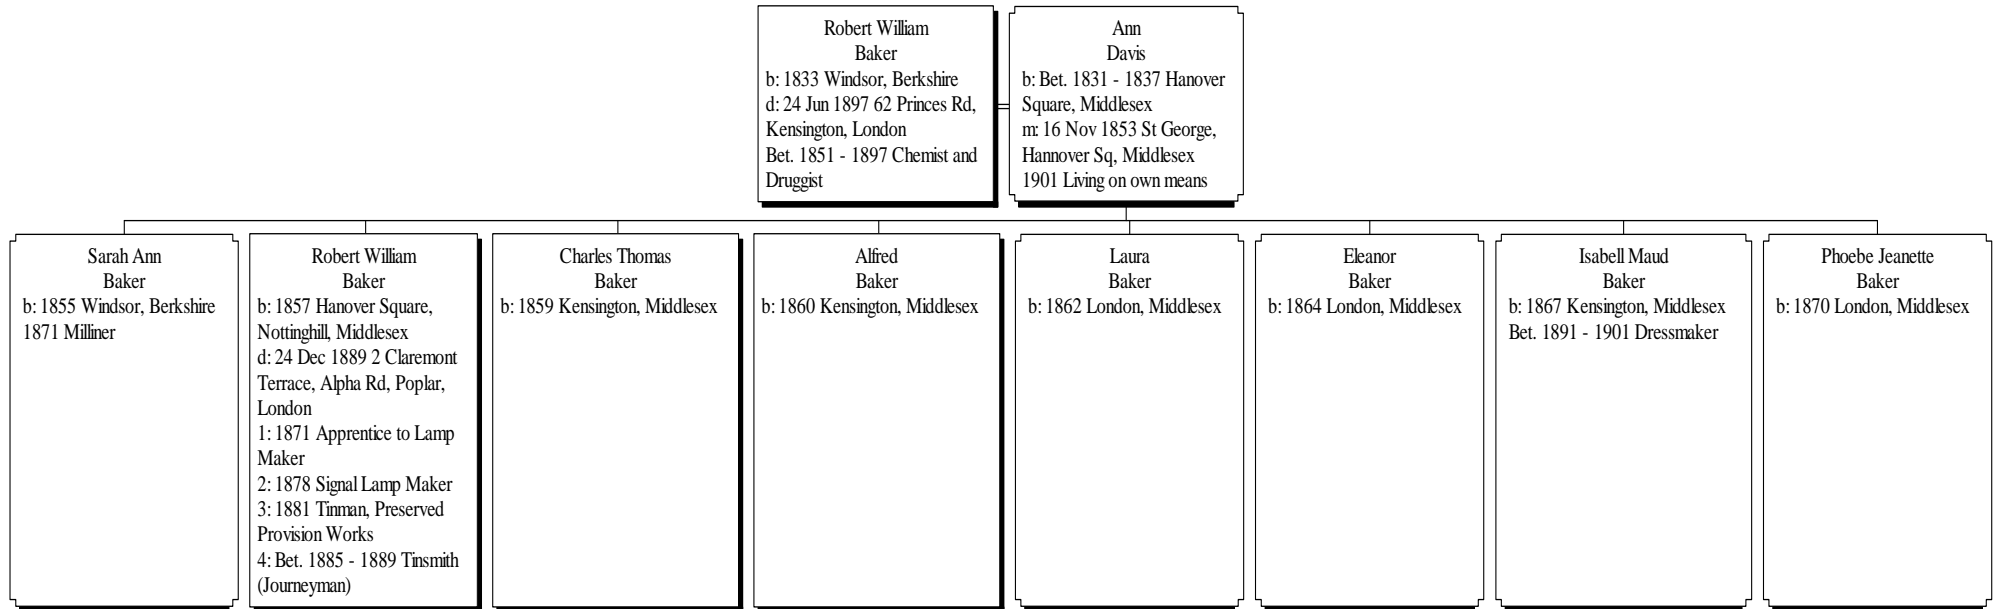 Robert William
Baker
b: 1833 Windsor, Berkshire
d: 24 Jun 1897 62 Princes Rd,
Kensington, London
Bet. 1851 - 1897 Chemist and
Druggist
Ann
Davis
b: Bet. 1831 - 1837 Hanover
Square, Middlesex
m: 16 Nov 1853 St George,
Hannover Sq, Middlesex
1901 Living on own means
Sarah Ann
Baker
b: 1855 Windsor, Berkshire
1871 Milliner
Robert William
Baker
b: 1857 Hanover Square,
Nottinghill, Middlesex
d: 24 Dec 1889 2 Claremont
Terrace, Alpha Rd, Poplar,
London
1: 1871 Apprentice to Lamp
Maker
2: 1878 Signal Lamp Maker
3: 1881 Tinman, Preserved
Provision Works
4: Bet. 1885 - 1889 Tinsmith
(Journeyman)
Charles Thomas
Baker
b: 1859 Kensington, Middlesex
Alfred
Baker
b: 1860 Kensington, Middlesex
Laura
Baker
b: 1862 London, Middlesex
Eleanor
Baker
b: 1864 London, Middlesex
Isabell Maud
Baker
b: 1867 Kensington, Middlesex
Bet. 1891 - 1901 Dressmaker
Phoebe Jeanette
Baker
b: 1870 London, Middlesex